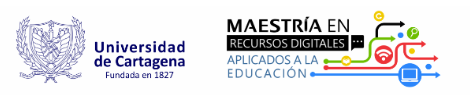 Universidad
de Cartagena
Fundada en 1827
MAESTRÍA EN
RECURSOS DIGITALES
APLICADOS A LA
EDUCACIÓN